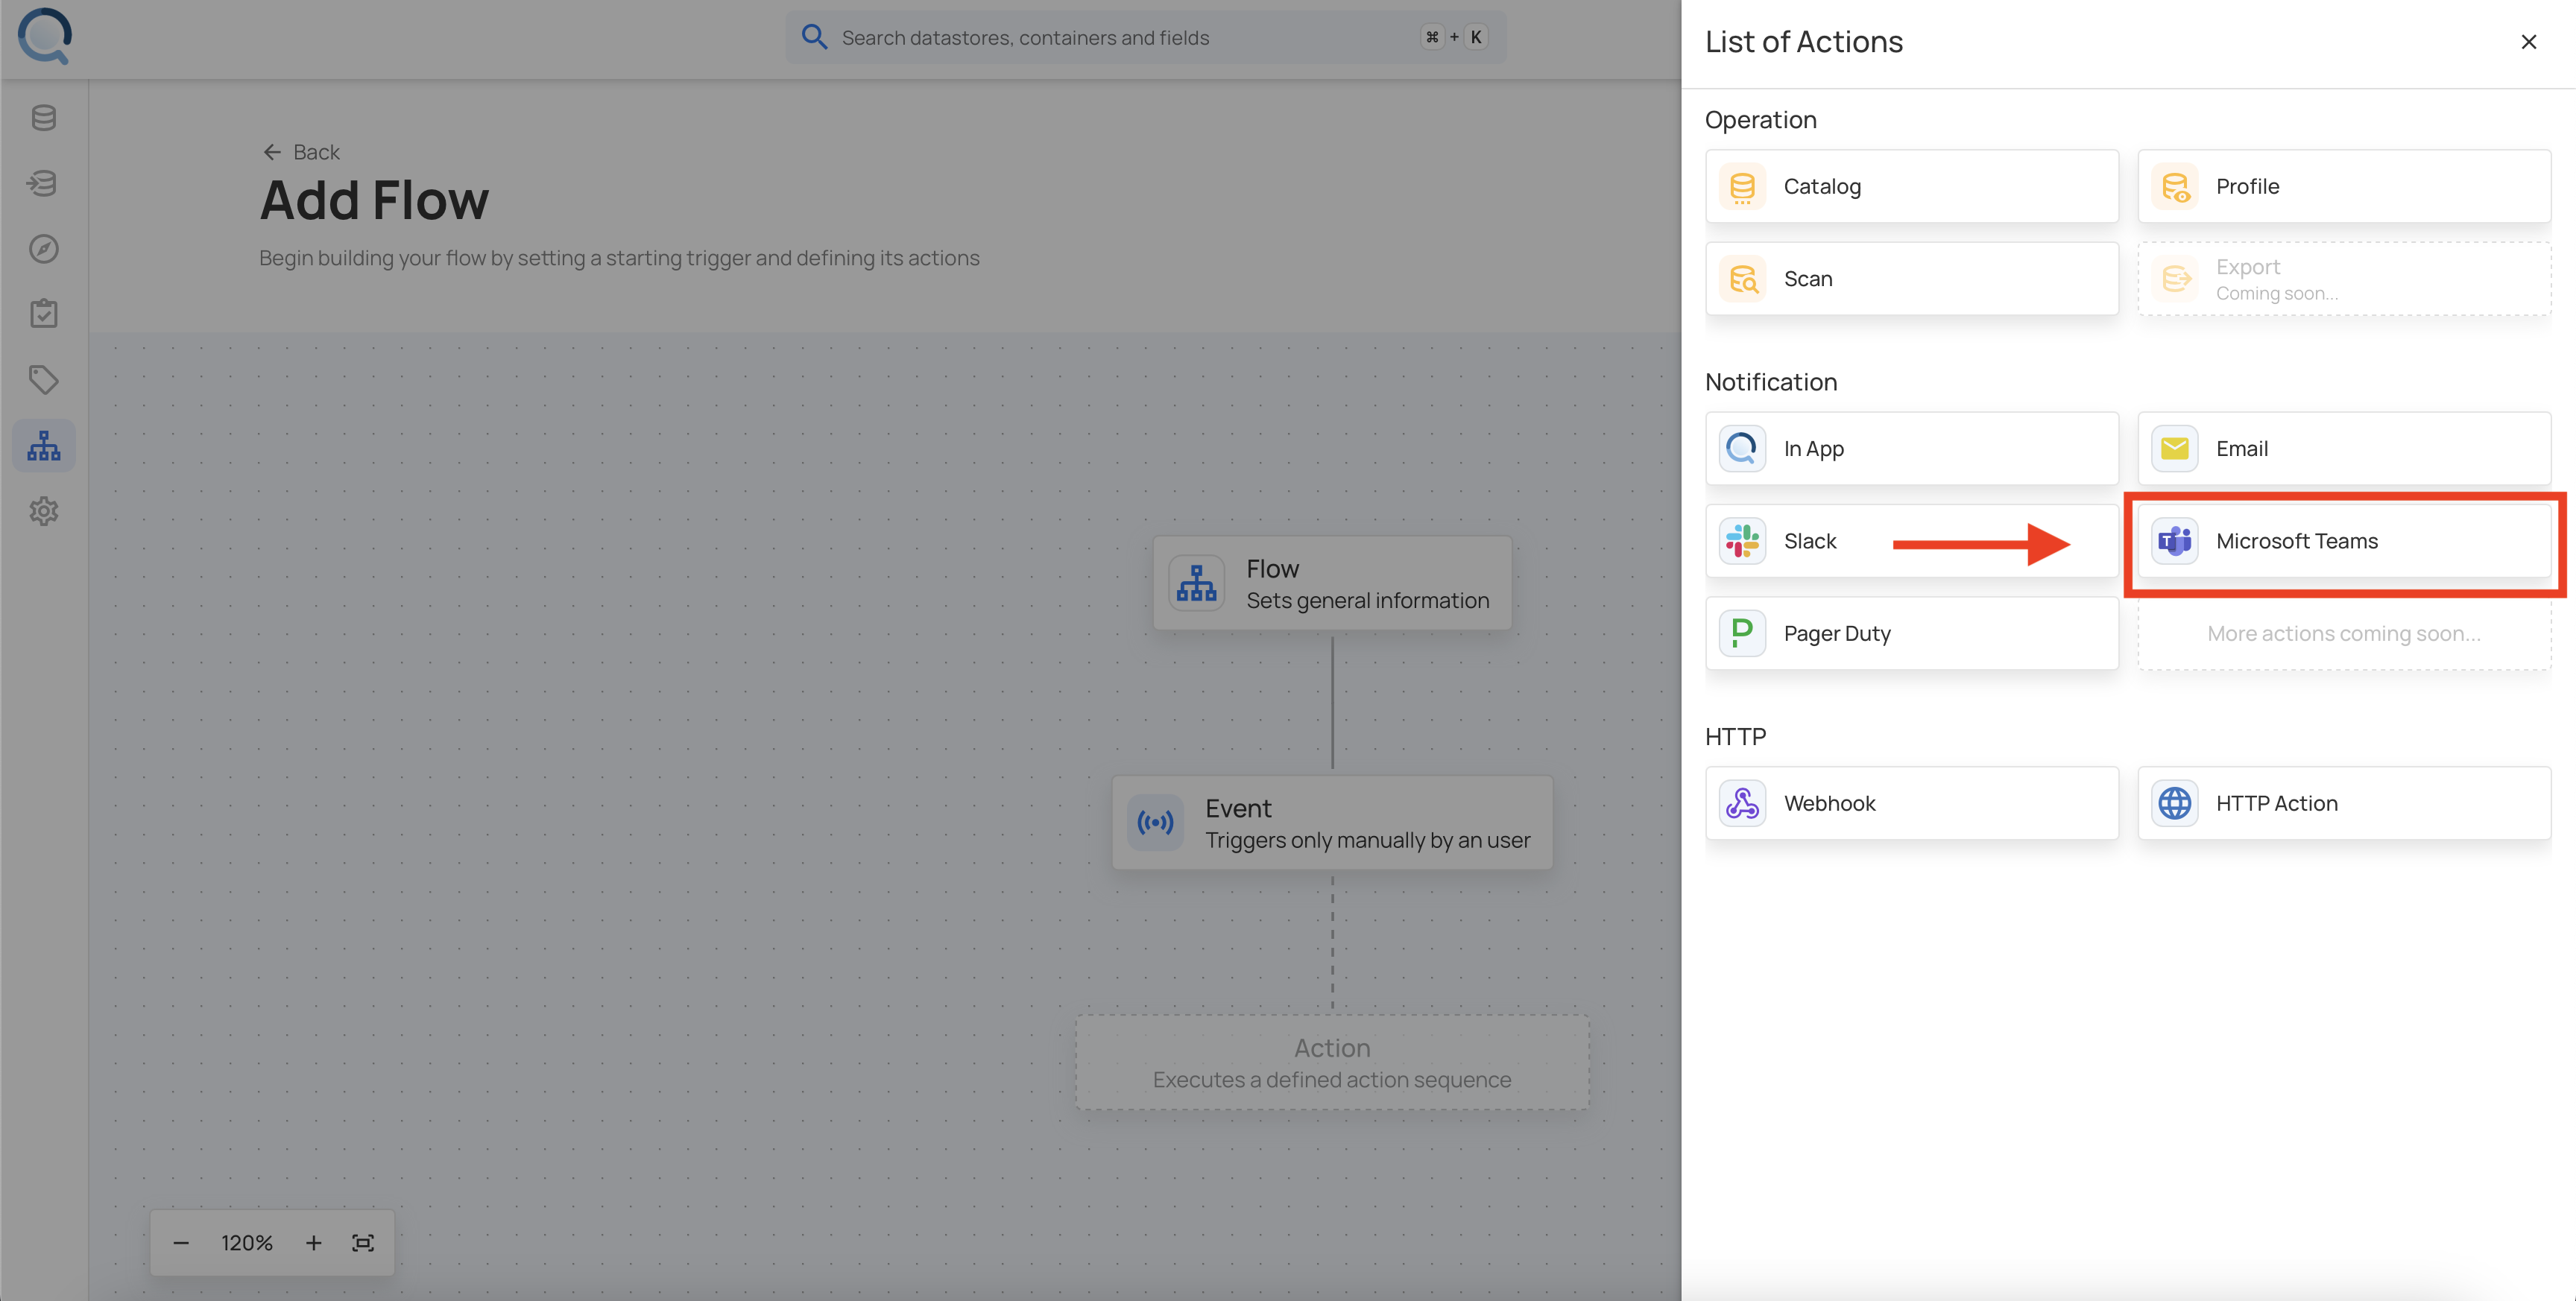 Search datastores, containers and fields
⌘ + K
Back
Add Flow
Begin building your flow by setting a starting trigger and defining its actions
Flow
Sets general information
Event
Triggers only manually by an user
Action
Executes a defined action sequence
120%
List of Actions
Operation
Catalog
Profile
Scan
Export
Coming soon...
Notification
In App
Email
Slack
Microsoft Teams
Pager Duty
More actions coming soon...
HTTP
Webhook
HTTP Action